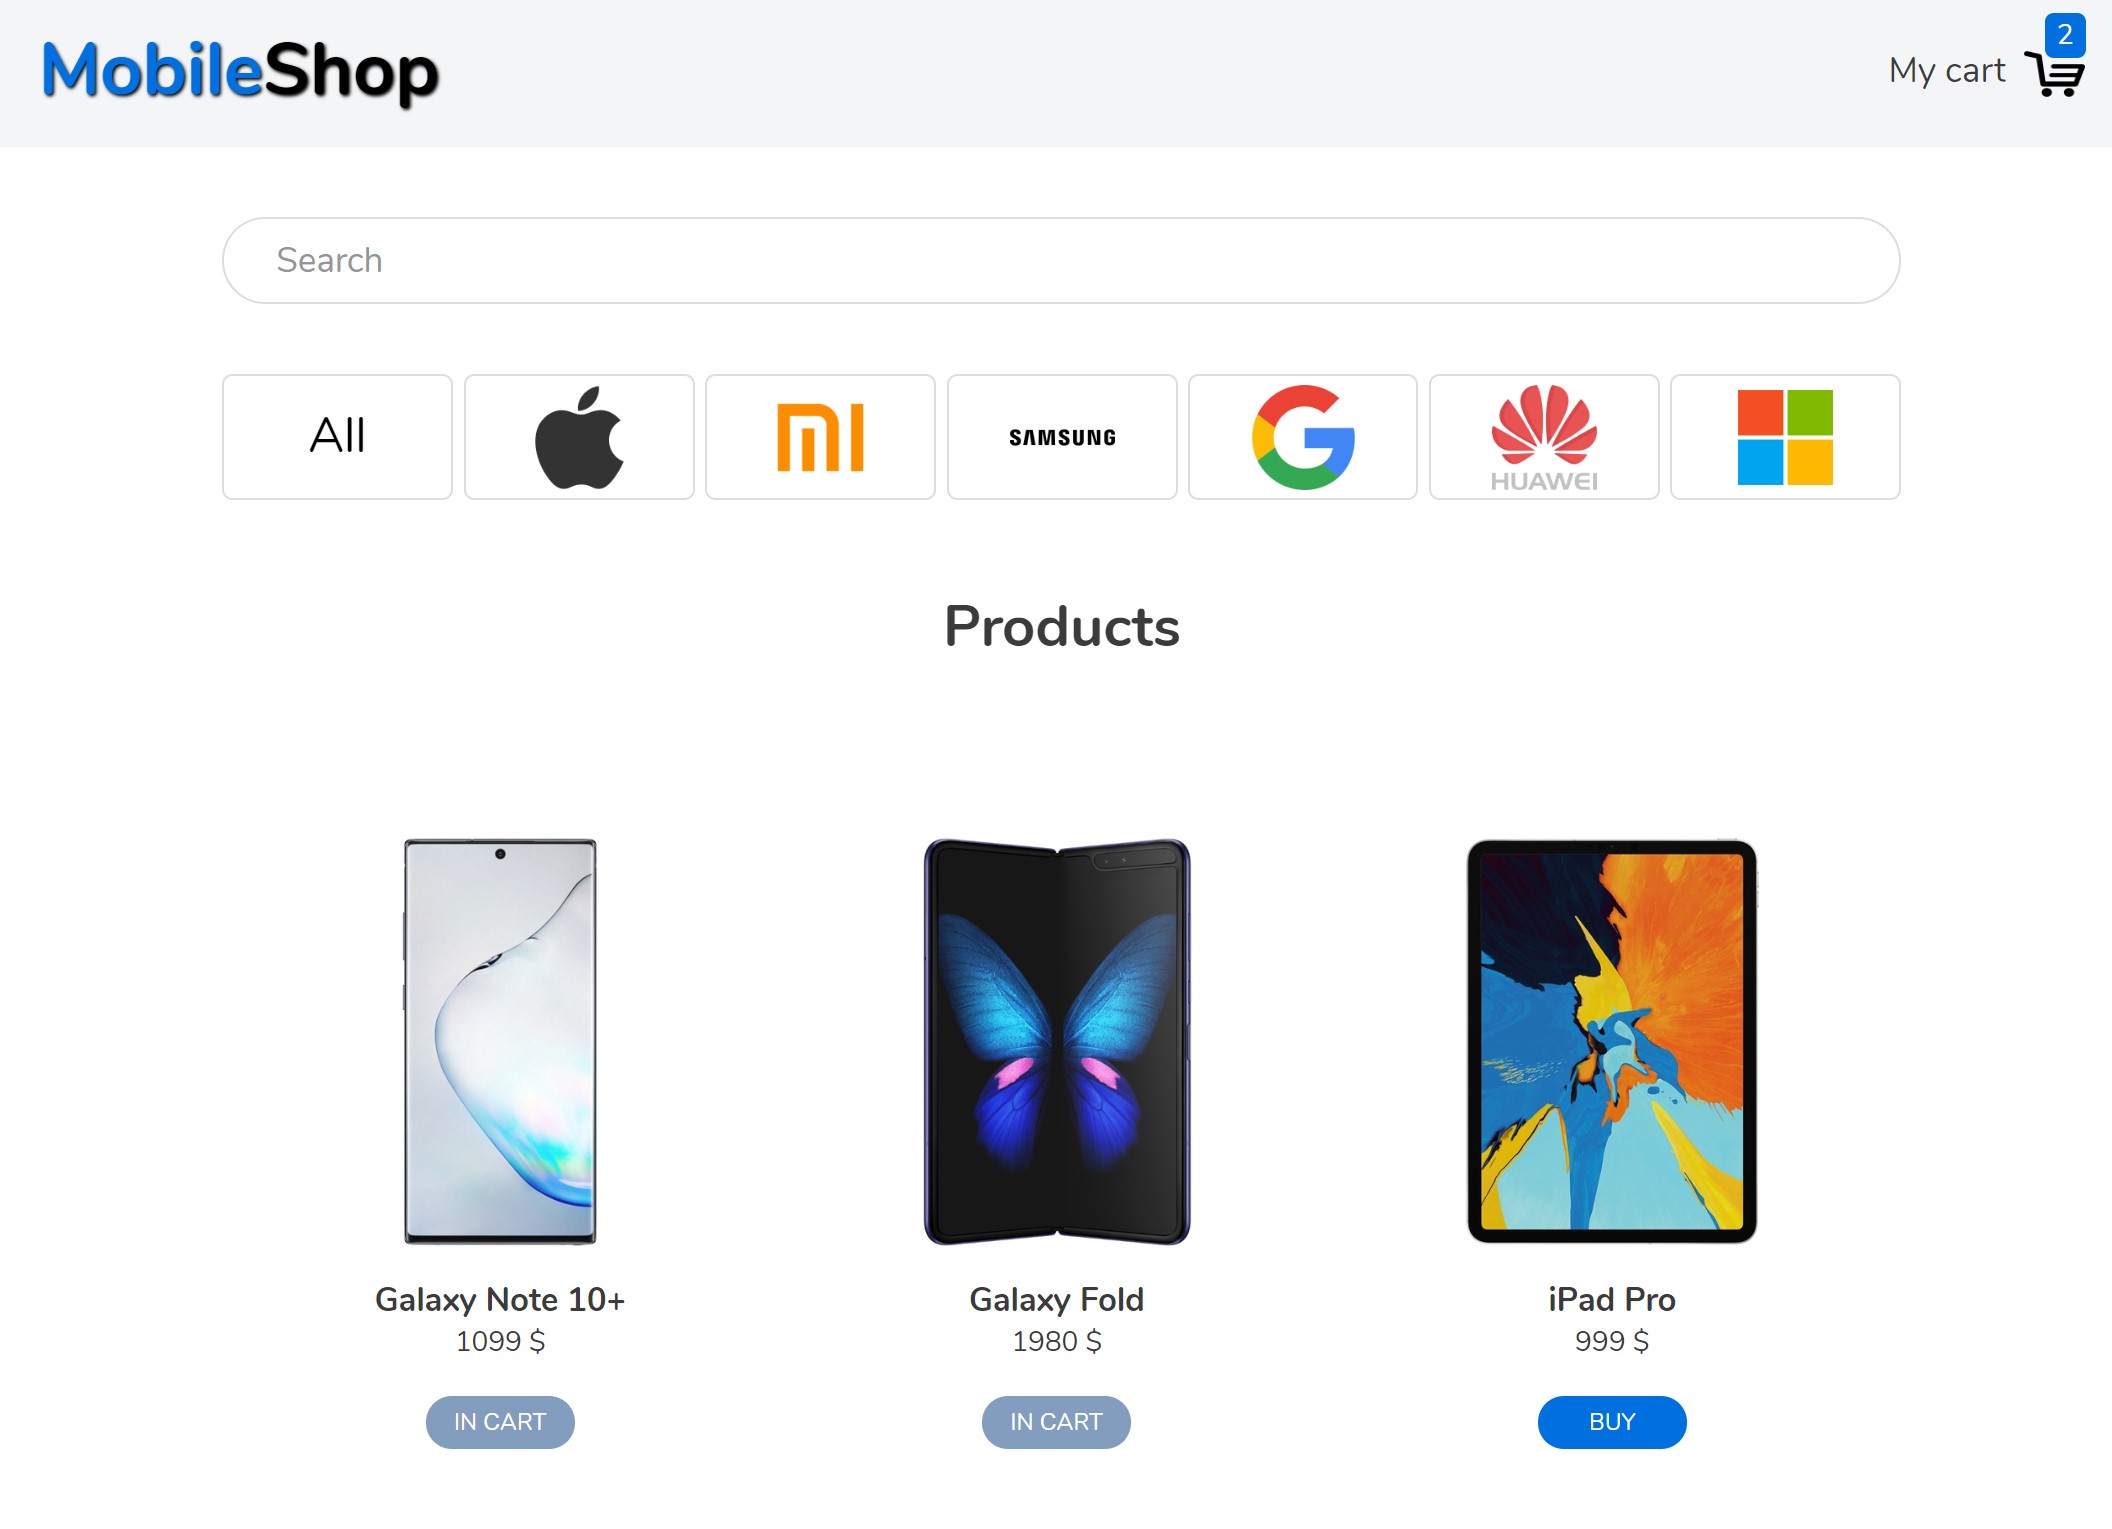 MobileShop
My cart
2
Search
All
SAMSUNG
HUAWEI
Products
Galaxy Note 10+
1099 $
IN CART
Galaxy Fold
1980 $
IN CART
iPad Pro
999 $
BUY